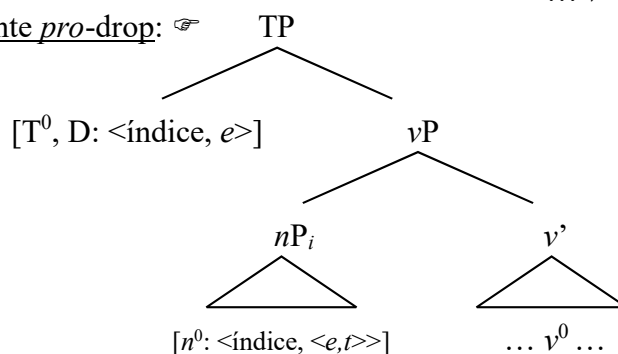 nte pro-drop: ☞ TP
[T⁰, D: <índice, e>] vP
nPᵢ v’
[n⁰: <índice, <e,t>>] … v⁰ …